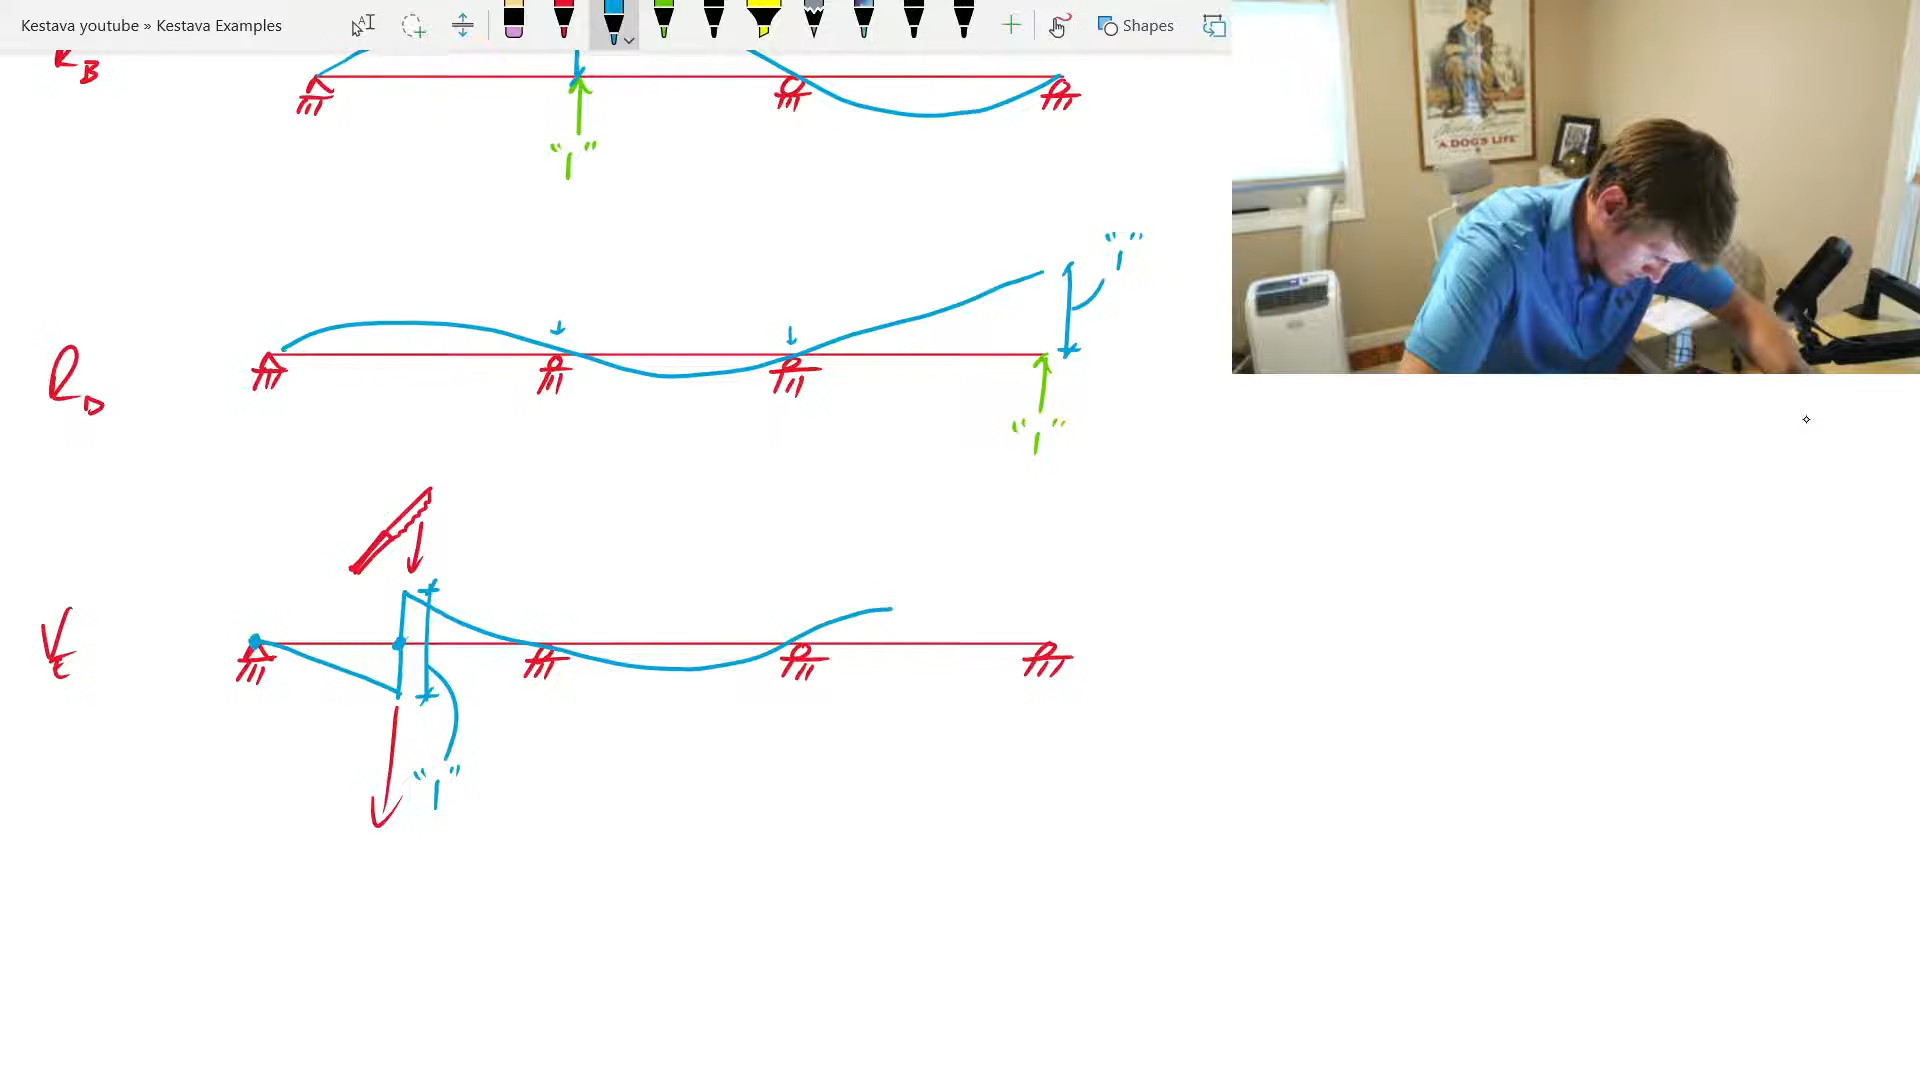 Kestava youtube » Kestava Examples
Shapes
R_B
"1"
"1"
R_D
"1"
V_E
"1"
"A DOG'S LIFE"